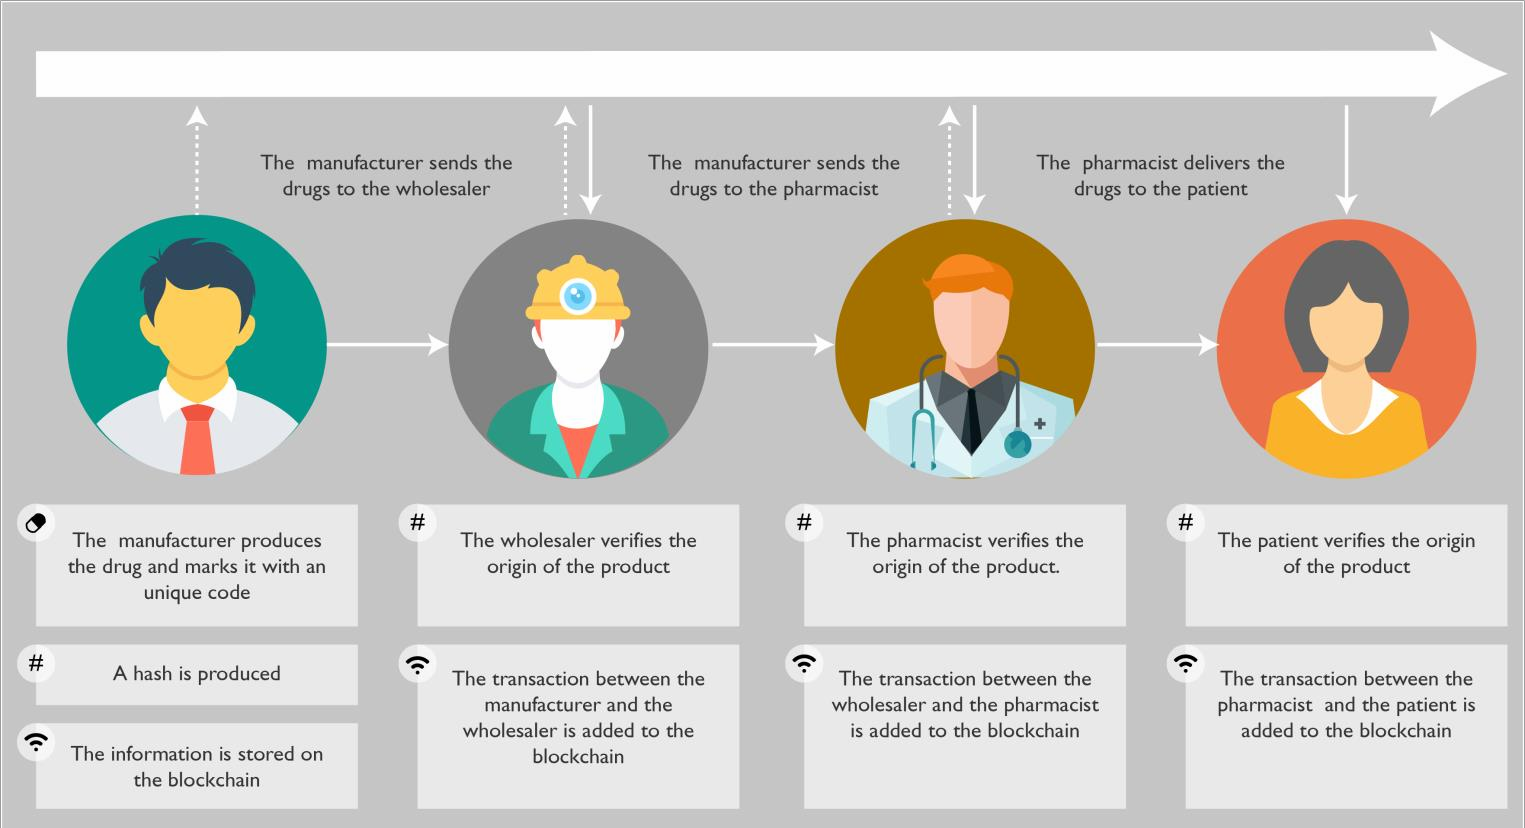 The manufacturer sends the
drugs to the wholesaler
The manufacturer sends the
drugs to the pharmacist
The pharmacist delivers the
drugs to the patient
The manufacturer produces
the drug and marks it with an
unique code
#
A hash is produced
The information is stored on
the blockchain
#
The wholesaler verifies the
origin of the product
The transaction between the
manufacturer and the
wholesaler is added to the
blockchain
#
The pharmacist verifies the
origin of the product.
The transaction between the
wholesaler and the pharmacist
is added to the blockchain
#
The patient verifies the origin
of the product
The transaction between the
pharmacist and the patient is
added to the blockchain